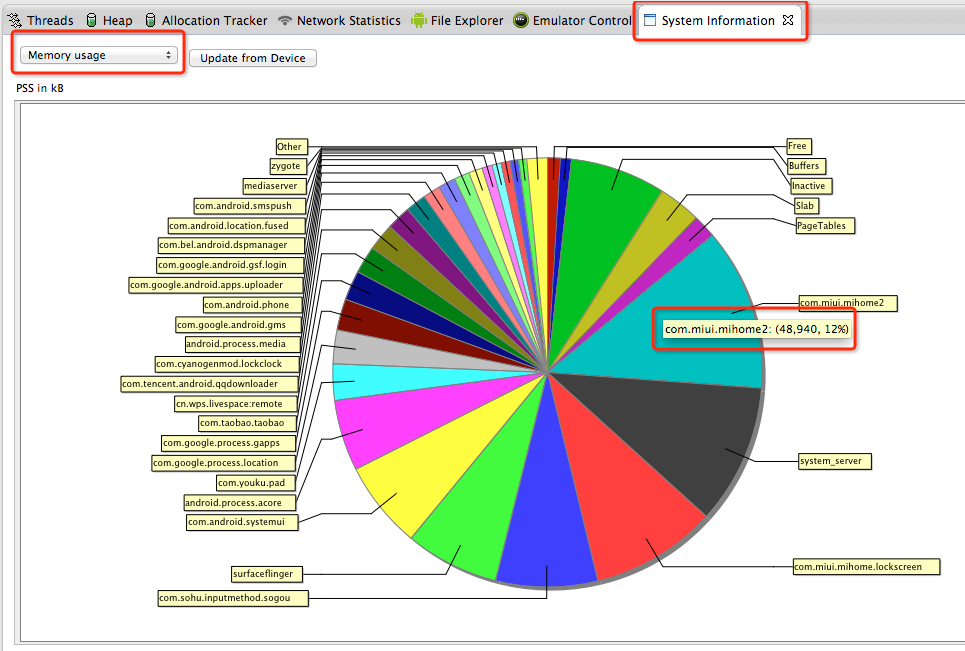 Threads Heap Allocation Tracker Network Statistics File Explorer Emulator Control System Information
Memory usage Update from Device
PSS in kB
Other
zygote
mediaserver
com.android.smspush
com.android.location.fused
com.bel.android.dspmanager
com.google.android.gsf.login
com.google.android.apps.uploader
com.android.phone
com.google.android.gms
android.process.media
com.cyanogenmod.lockclock
com.tencent.android.qqdownloader
cn.wps.livespace:remote
com.taobao.taobao
com.google.process.gapps
com.google.process.location
com.youku.pad
android.process.acore
com.android.systemui
surfaceflinger
com.sohu.inputmethod.sogou
Free
Buffers
Inactive
Slab
PageTables
com.miui.mihome2
com.miui.mihome2: (48,940, 12%)
system_server
com.miui.mihome.lockscreen